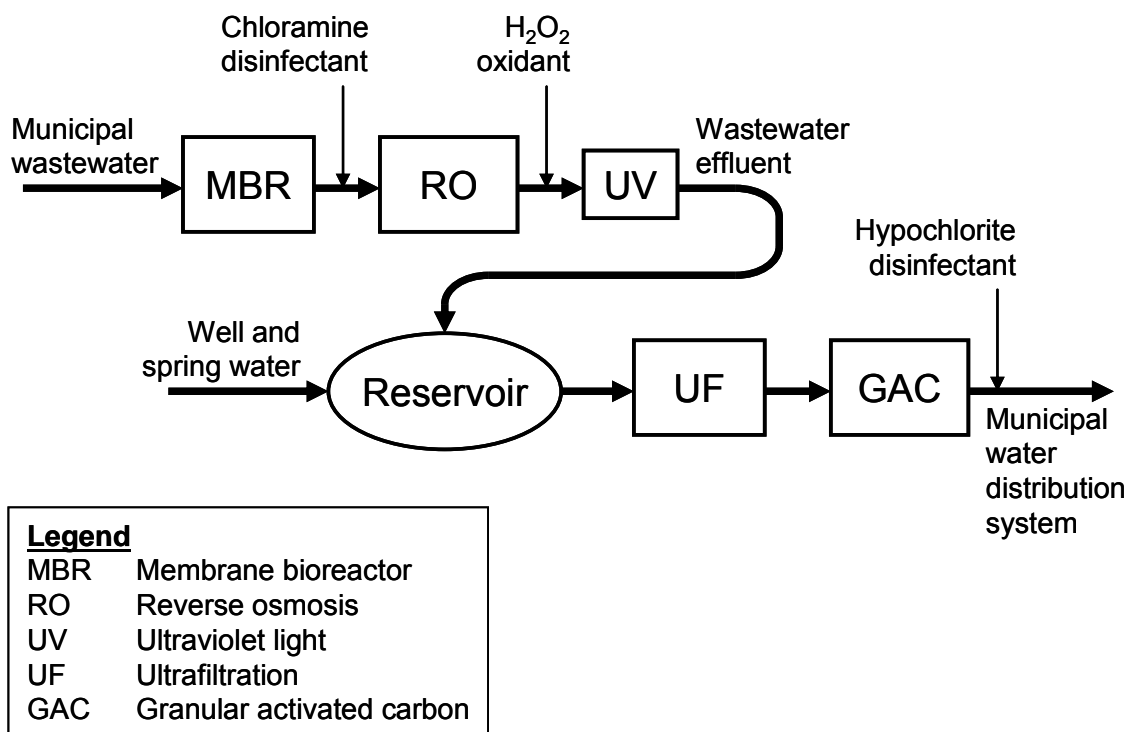 Chloramine
disinfectant
H₂O₂
oxidant
Municipal
wastewater
MBR
RO
UV
Wastewater
effluent
Hypochlorite
disinfectant
Well and
spring water
Reservoir
UF
GAC
Municipal
water
distribution
system
Legend
MBR Membrane bioreactor
RO Reverse osmosis
UV Ultraviolet light
UF Ultrafiltration
GAC Granular activated carbon